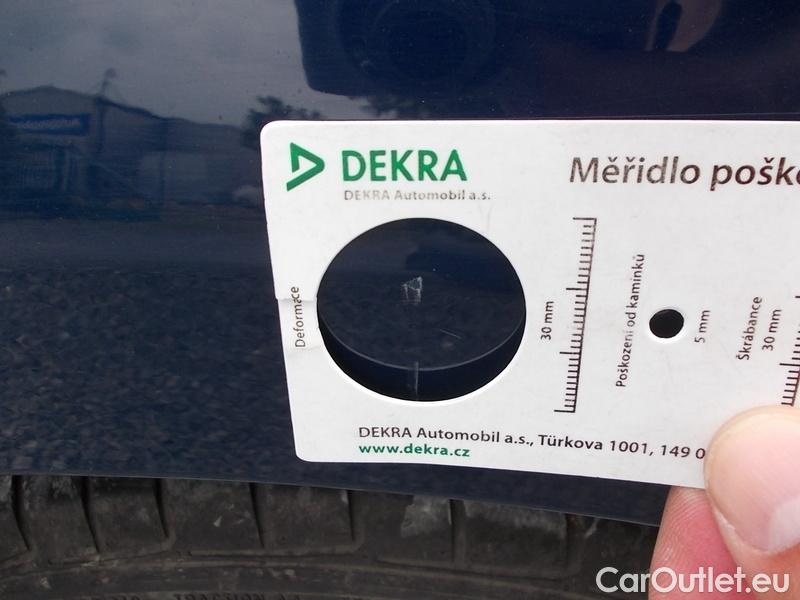 DEKRA
DEKRA Automobil a.s.
Měřidlo
Deformace
30 mm
Poškození od kamínků
5 mm
Škrábance
30 mm
DEKRA Automobil a.s., Türkova 1001, 149 0
www.dekra.cz
CarOutlet.eu